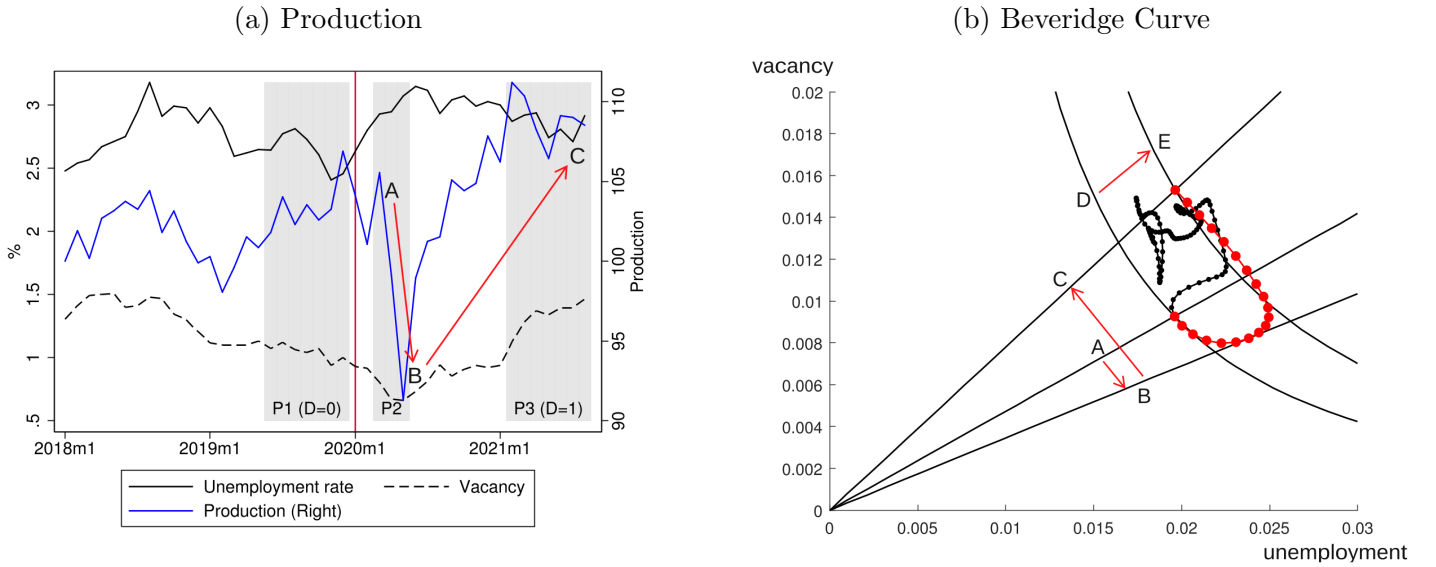 (a) Production
%
3
2.5
2
1.5
1
.5
110
105
100
95
90
Production
A
B
C
P1 (D=0)
P2
P3 (D=1)
2018m1
2019m1
2020m1
2021m1
Unemployment rate
Vacancy
Production (Right)
(b) Beveridge Curve
vacancy
0.02
0.018
0.016
0.014
0.012
0.01
0.008
0.006
0.004
0.002
0
E
D
C
A
B
0
0.005
0.01
0.015
0.02
0.025
0.03
unemployment